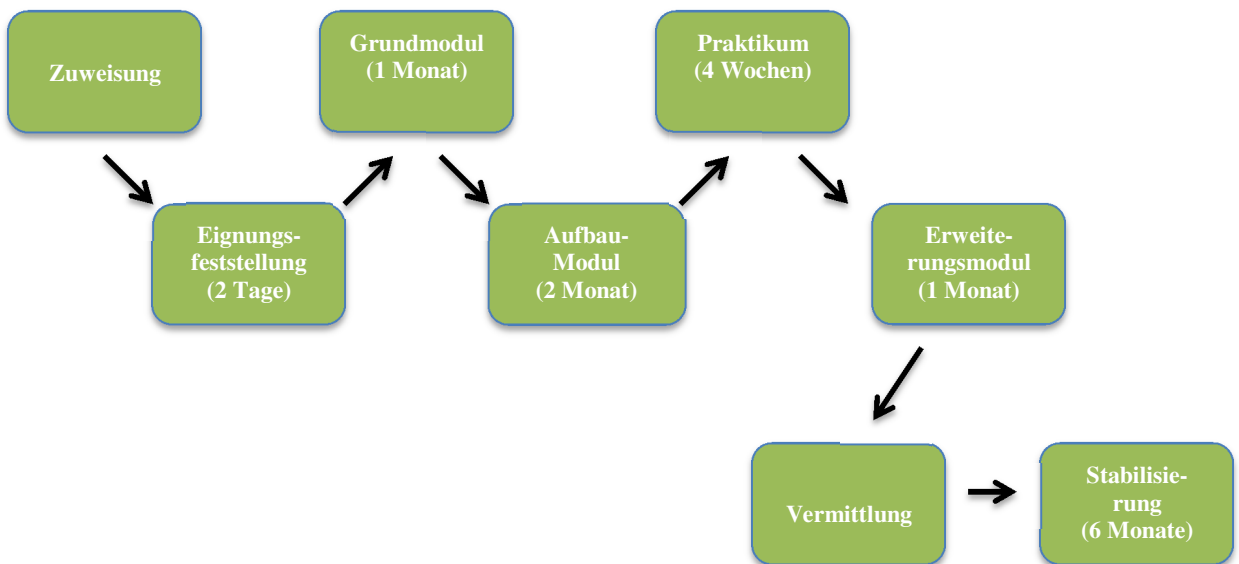 Zuweisung
Eignungs-
feststellung
(2 Tage)
Grundmodul
(1 Monat)
Aufbau-
Modul
(2 Monat)
Praktikum
(4 Wochen)
Erweite-
rungsmodul
(1 Monat)
Vermittlung
Stabilisie-
rung
(6 Monate)